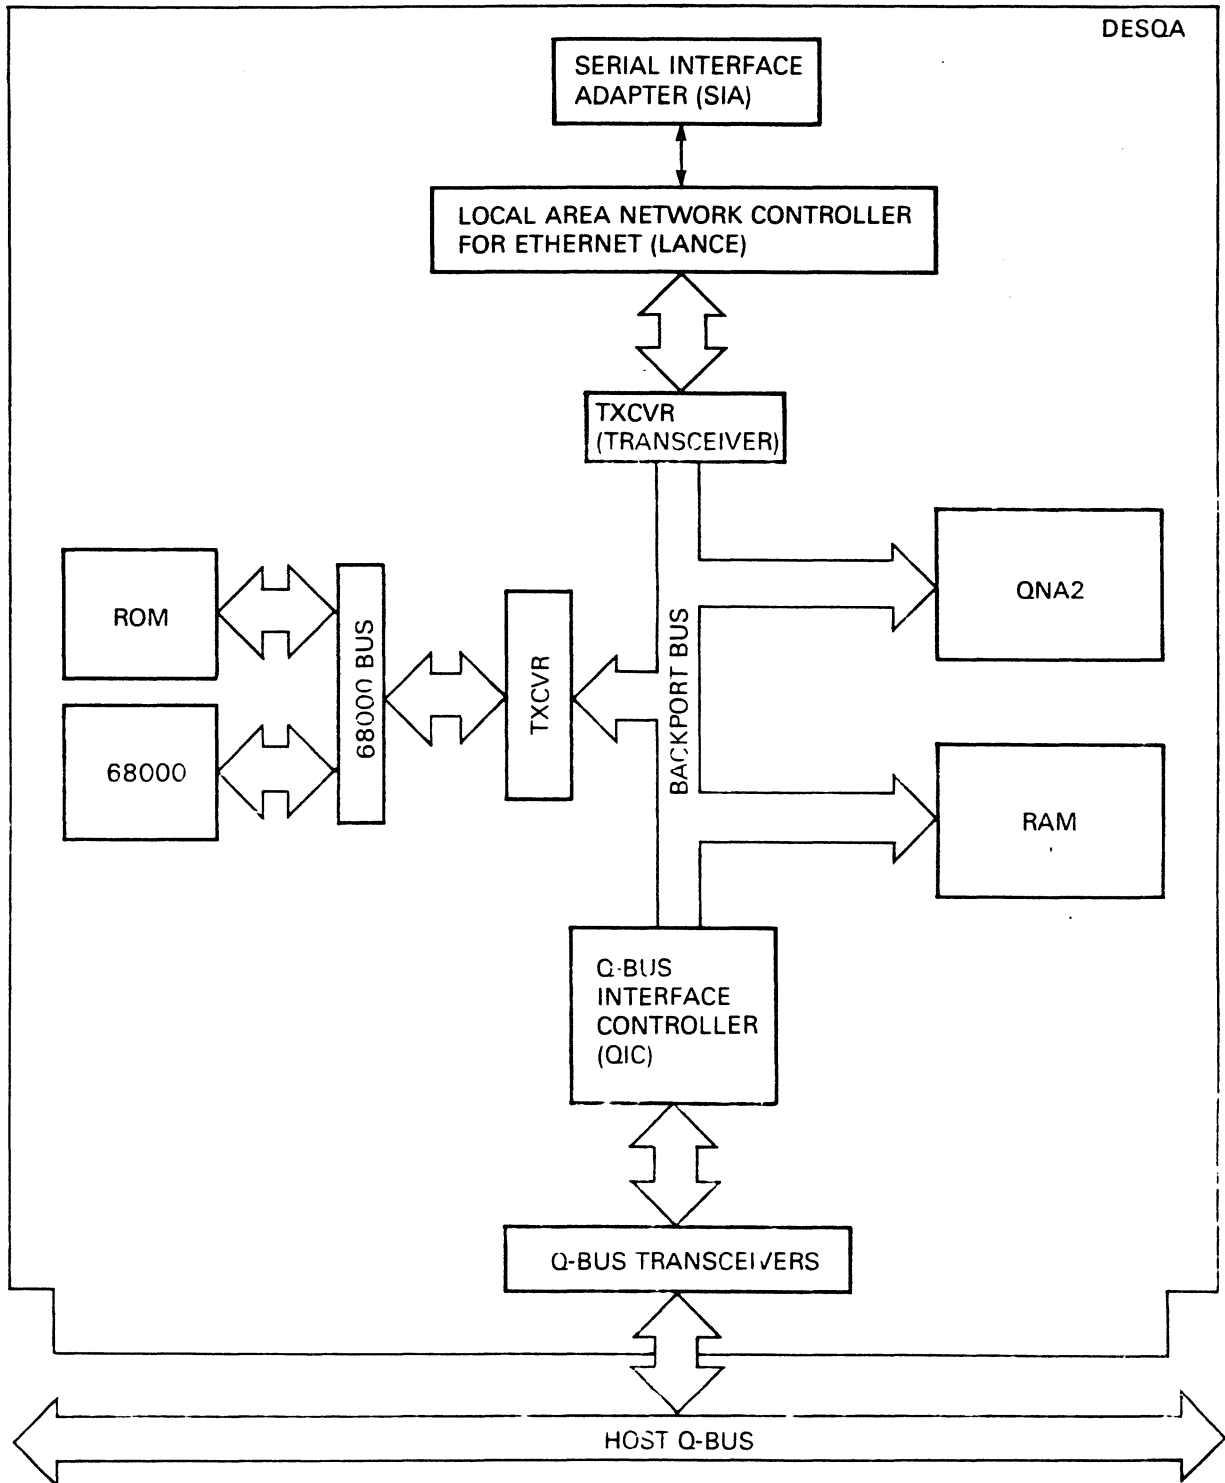 DESQA
SERIAL INTERFACE
ADAPTER (SIA)
LOCAL AREA NETWORK CONTROLLER
FOR ETHERNET (LANCE)
TXCVR
(TRANSCEIVER)
ROM
68000
68000 BUS
TXCVR
BACKPORT BUS
QNA2
RAM
Q-BUS
INTERFACE
CONTROLLER
(QIC)
Q-BUS TRANSCEIVERS
HOST Q-BUS